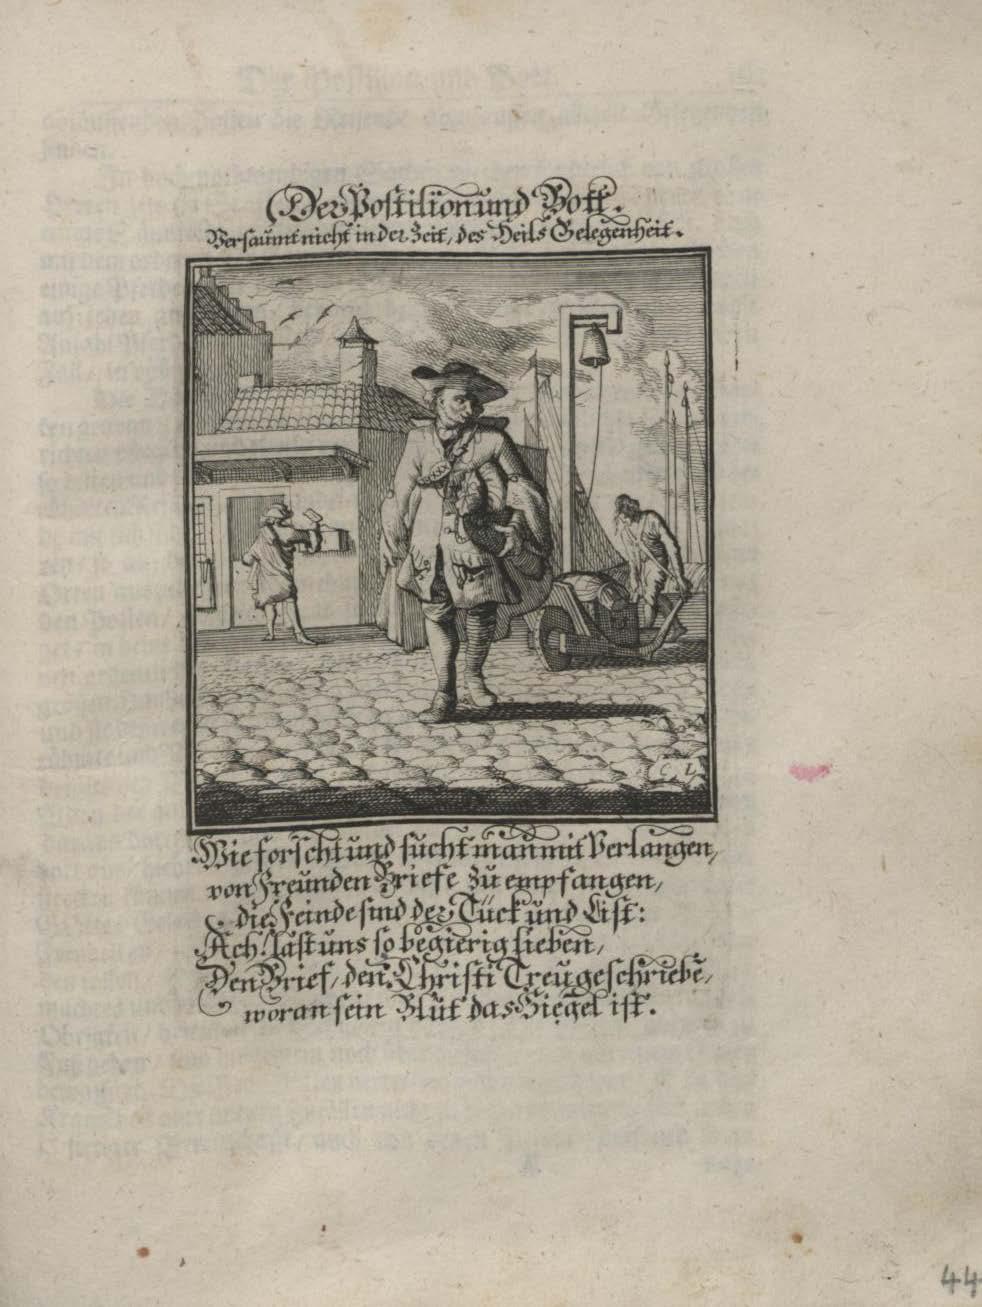 Der Postilion und Bott.
Versaumt nicht in der Zeit, des Heils Gelegenheit.
C L
Wie forscht und sucht man mit Verlangen,
von Freunden Briefe zu empfangen,
die Feinde sind der Tück und List:
Ach! last uns so begierig lieben,
Den Brief, den Christi Treu geschriebē,
woran sein Blut das Siegel ist.
44